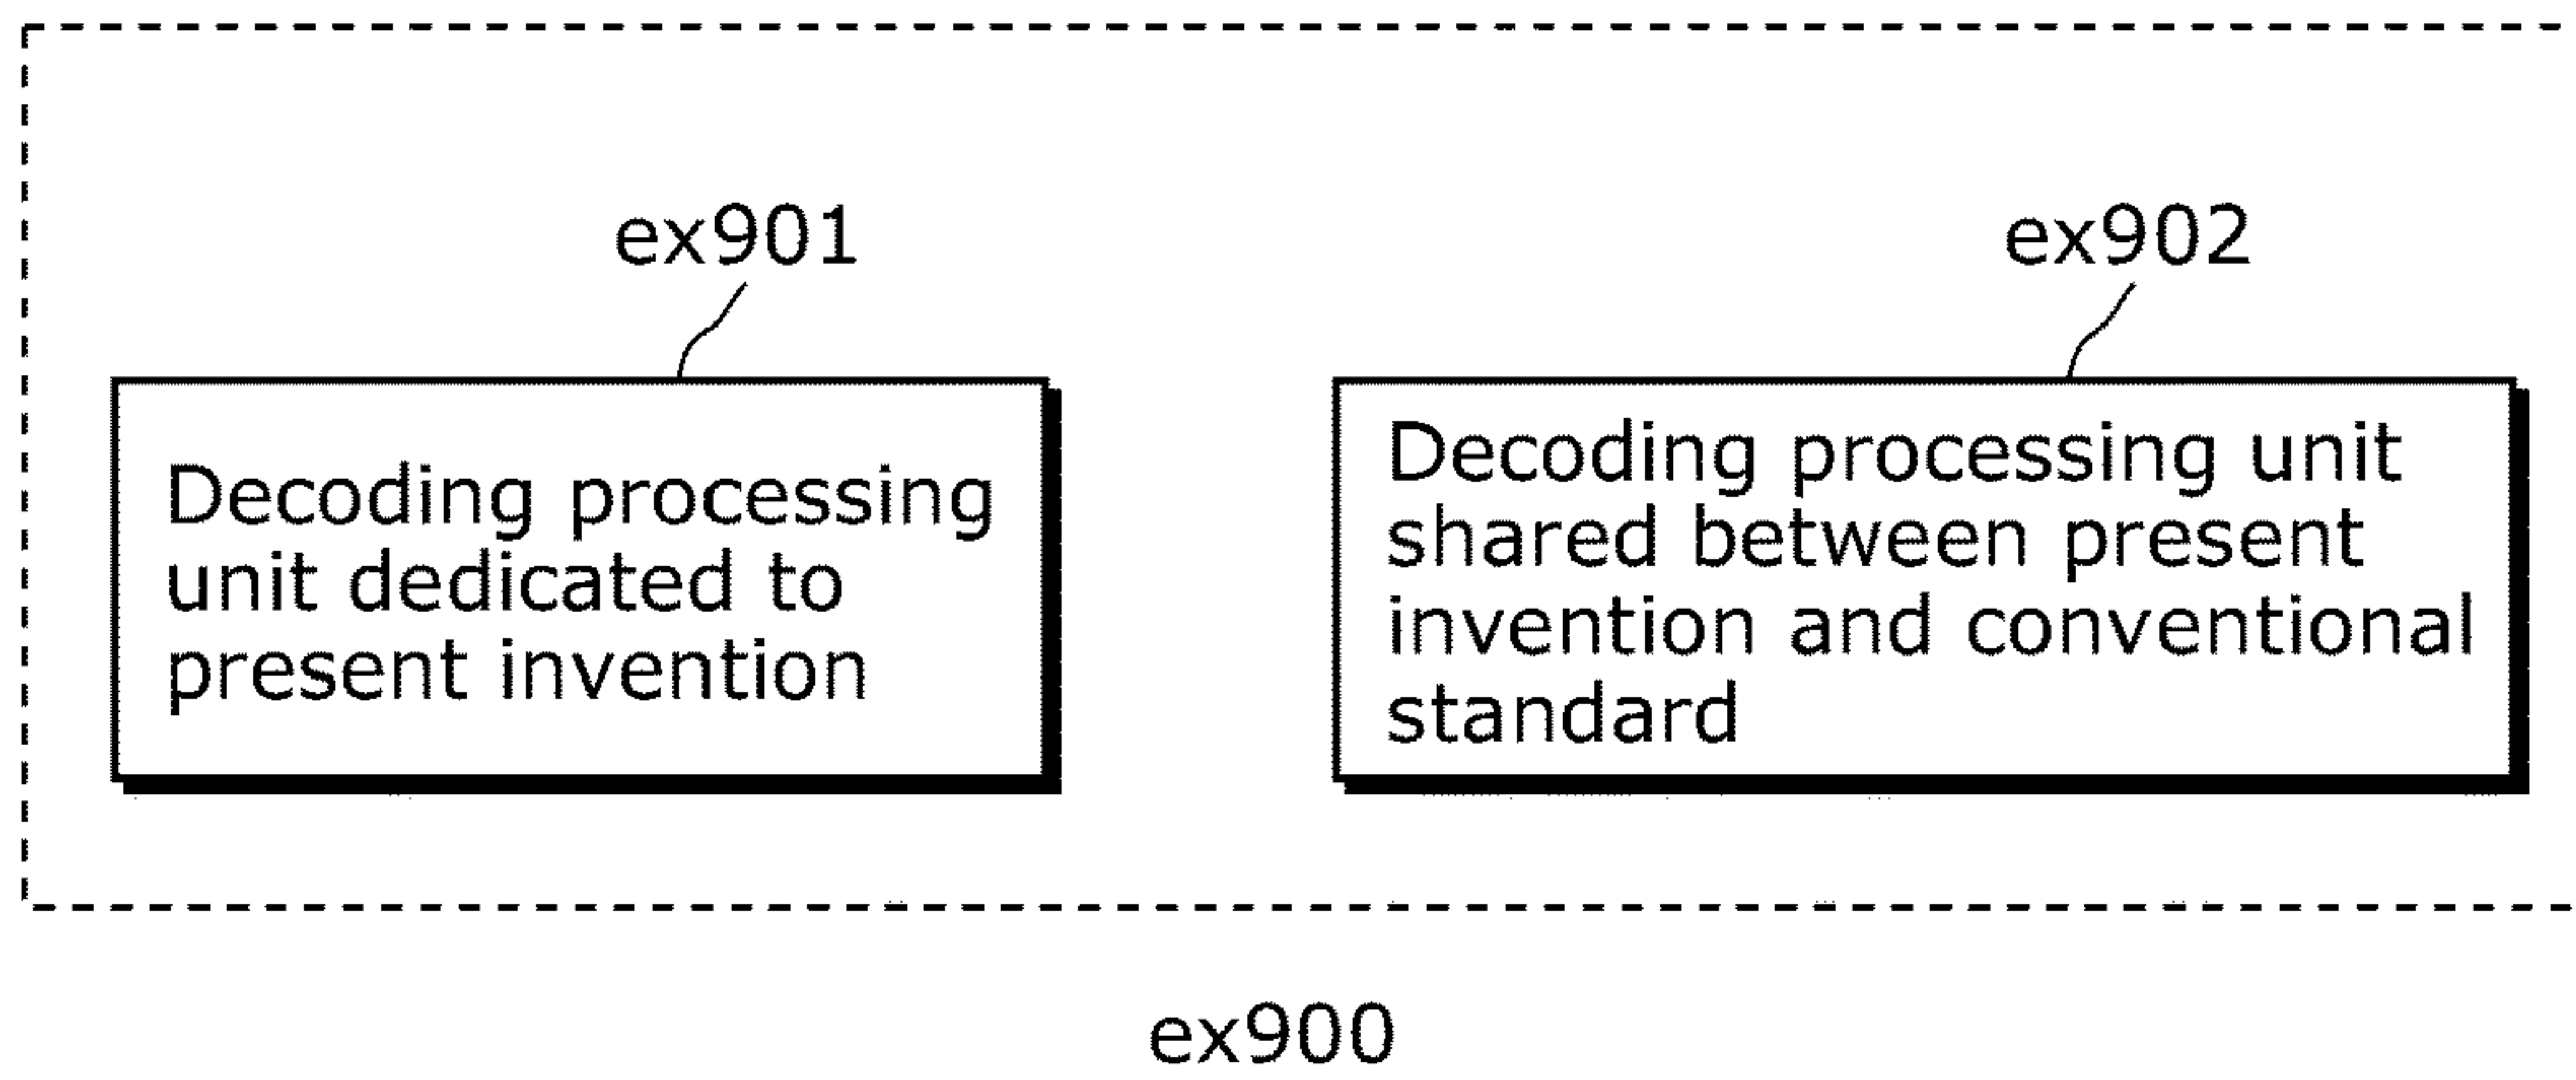 ex901
ex902
Decoding processing
unit dedicated to
present invention
Decoding processing unit
shared between present
invention and conventional
standard
ex900